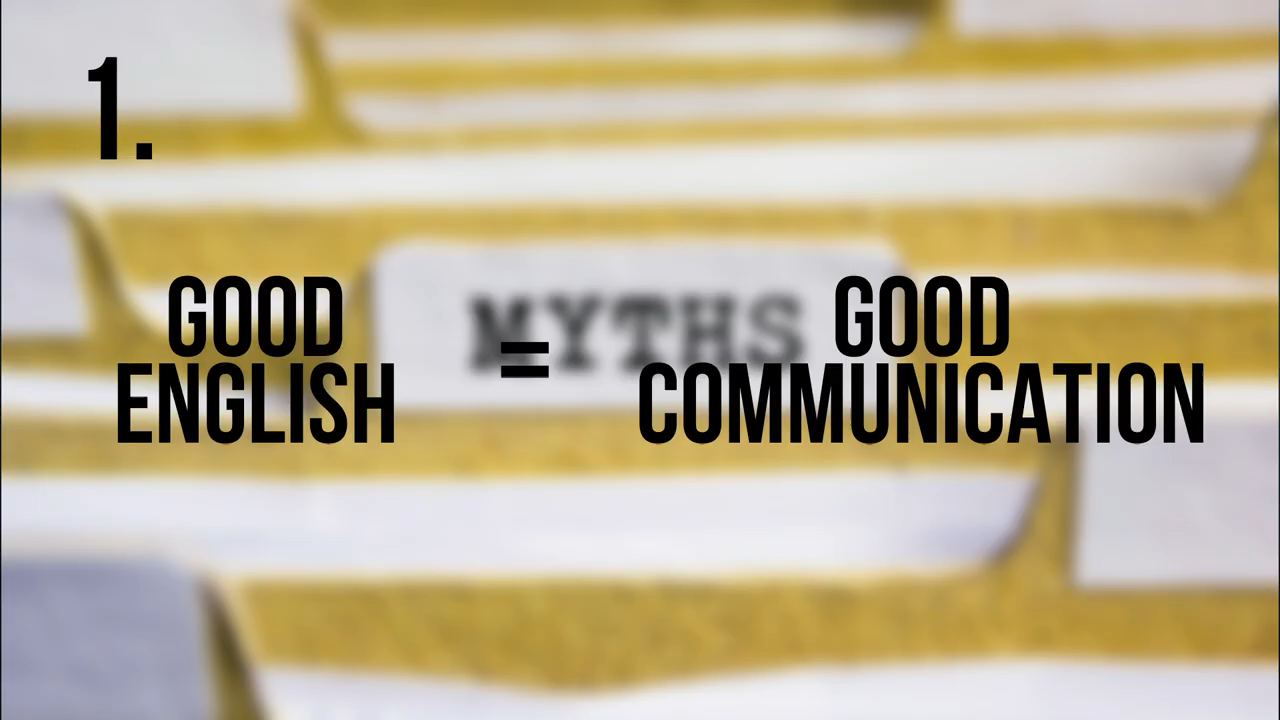 1.
MYTHS
GOOD
ENGLISH
=
GOOD
COMMUNICATION